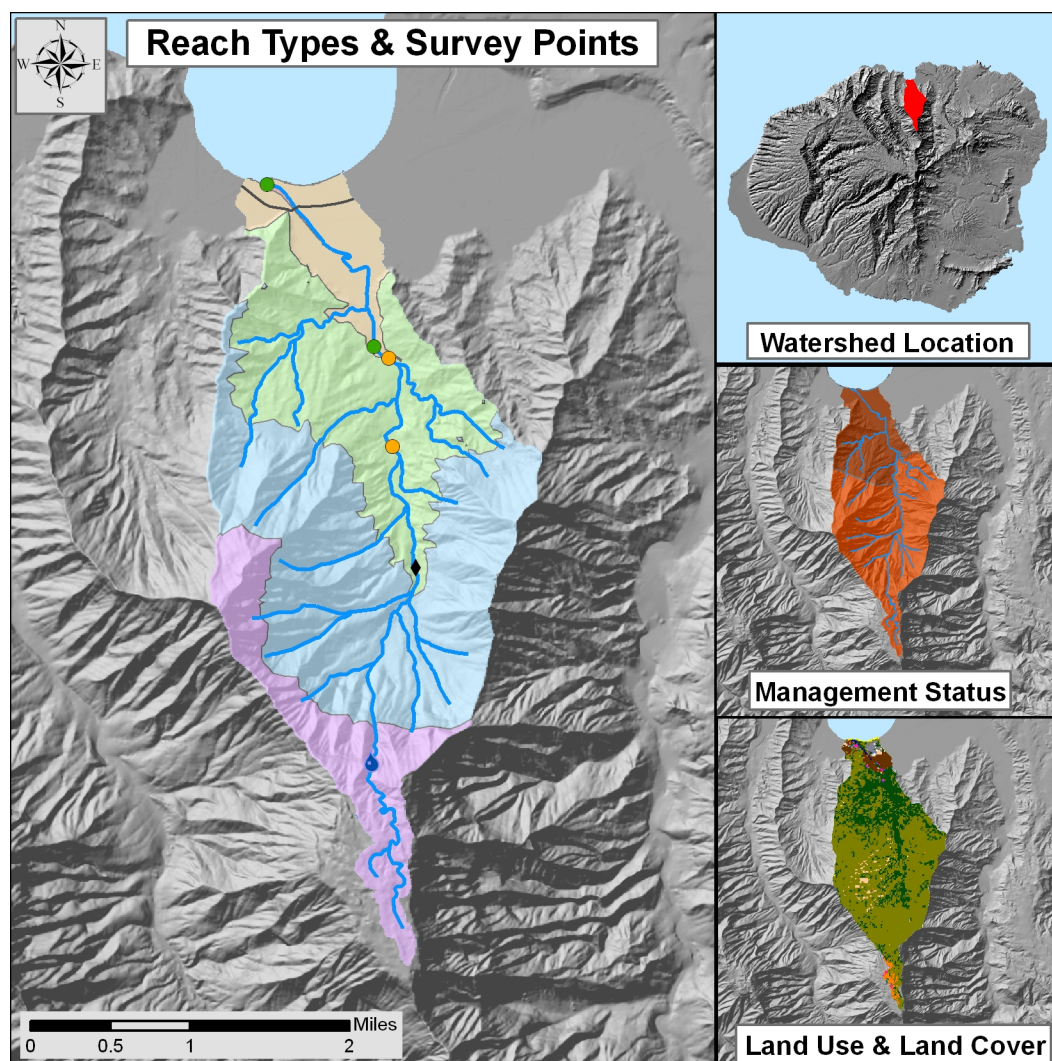 Reach Types & Survey Points
N
W
E
S
Watershed Location
Management Status
Land Use & Land Cover
Miles
0 0.5 1 2